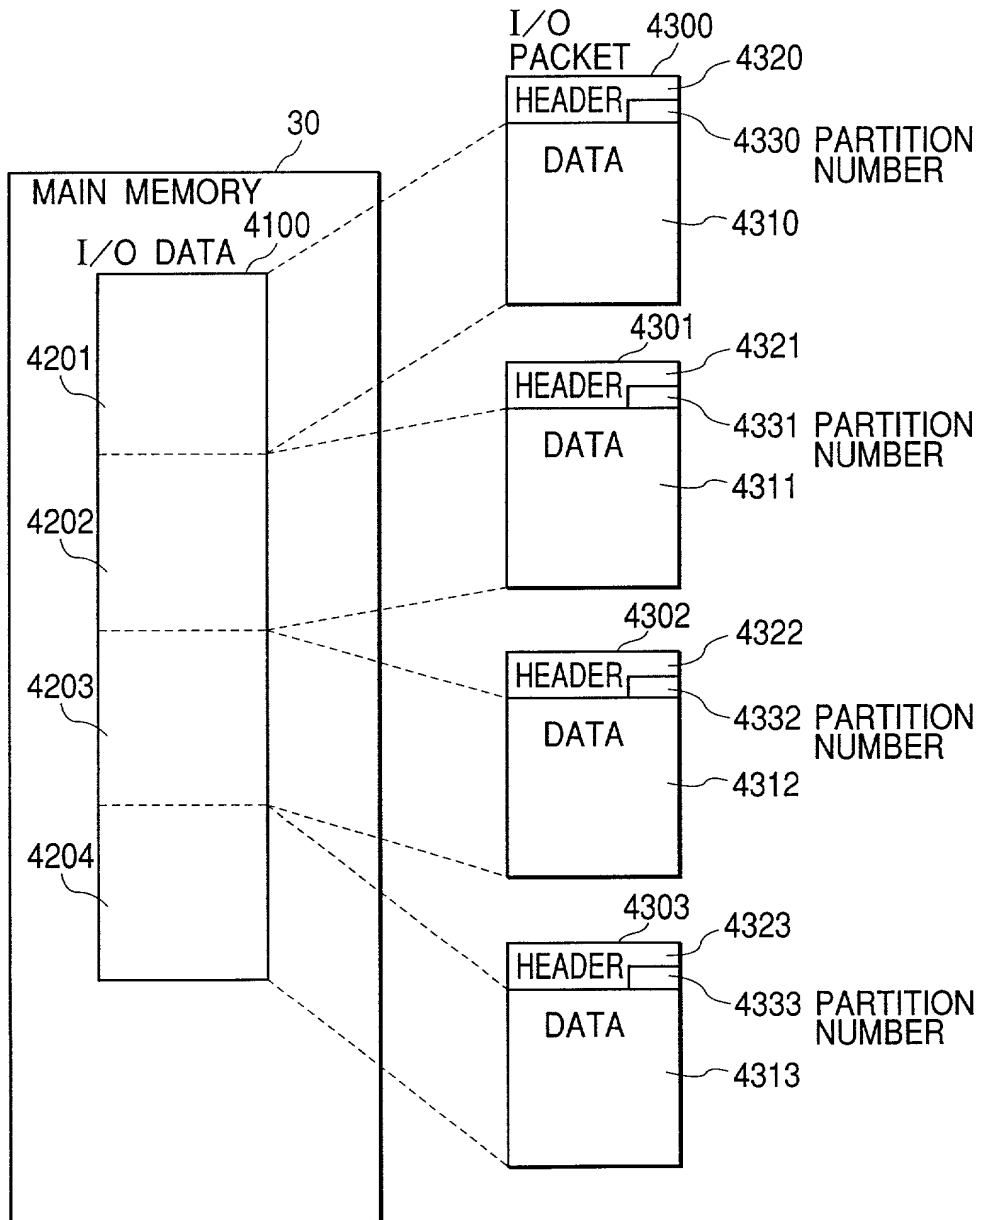 I/O
PACKET
4300
4320
HEADER
4330 PARTITION
NUMBER
DATA
4310
30
MAIN MEMORY
4100
I/O DATA
4201
4202
4203
4204
4301
4321
HEADER
4331 PARTITION
NUMBER
DATA
4311
4302
4322
HEADER
4332 PARTITION
NUMBER
DATA
4312
4303
4323
HEADER
4333 PARTITION
NUMBER
DATA
4313